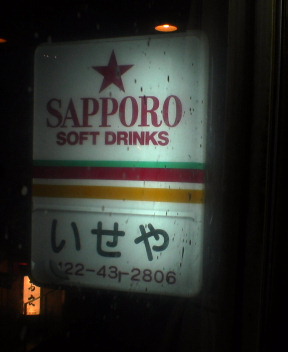 SAPPORO
SOFT DRINKS
いせや
22-43-2806